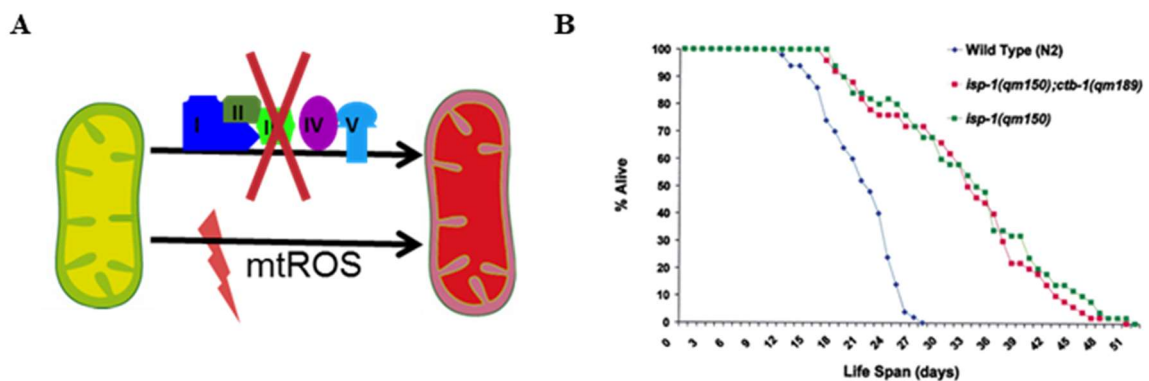 A
I
II
IV
V
mtROS
B
100
90
80
70
60
50
40
30
20
10
0
% Alive
Wild Type (N2)
isp-1(qm150);ctb-1(qm189)
isp-1(qm150)
0 3 6 9 12 15 18 21 24 27 30 33 36 39 42 45 48 51
Life Span (days)